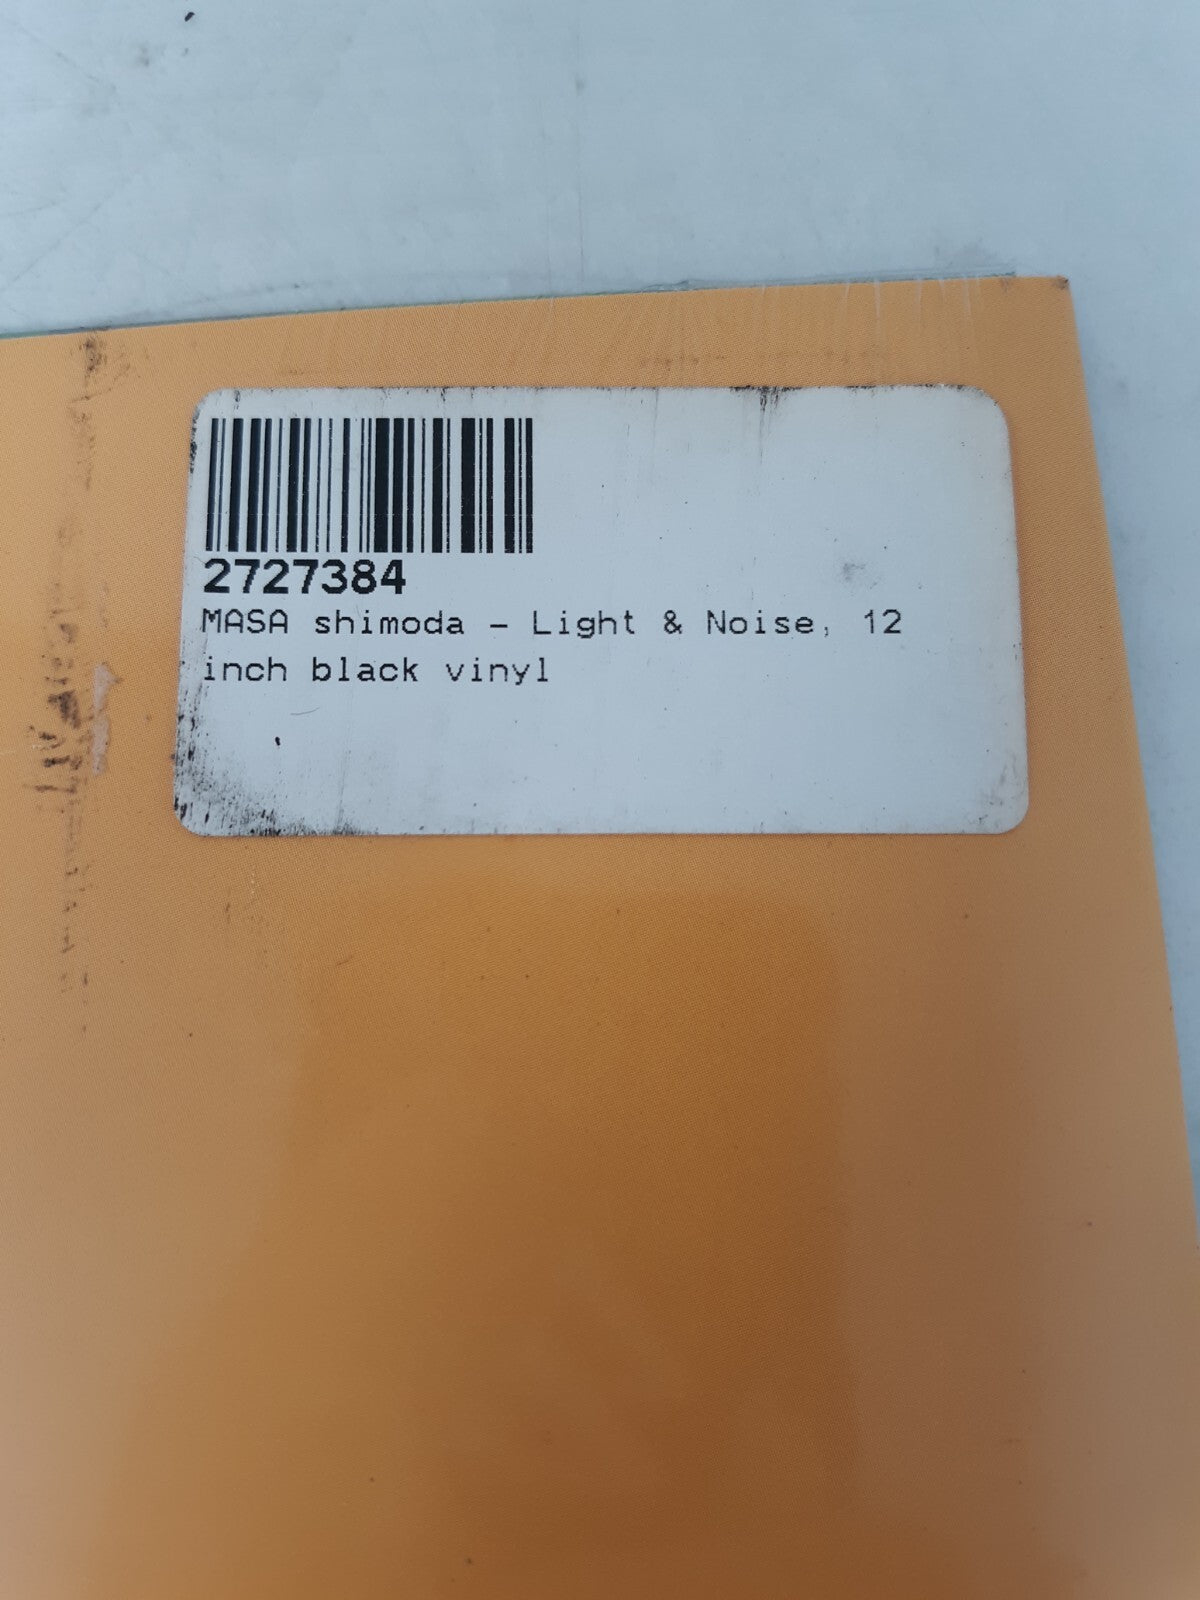 2727384
MASA shimoda - Light & Noise, 12
inch black vinyl